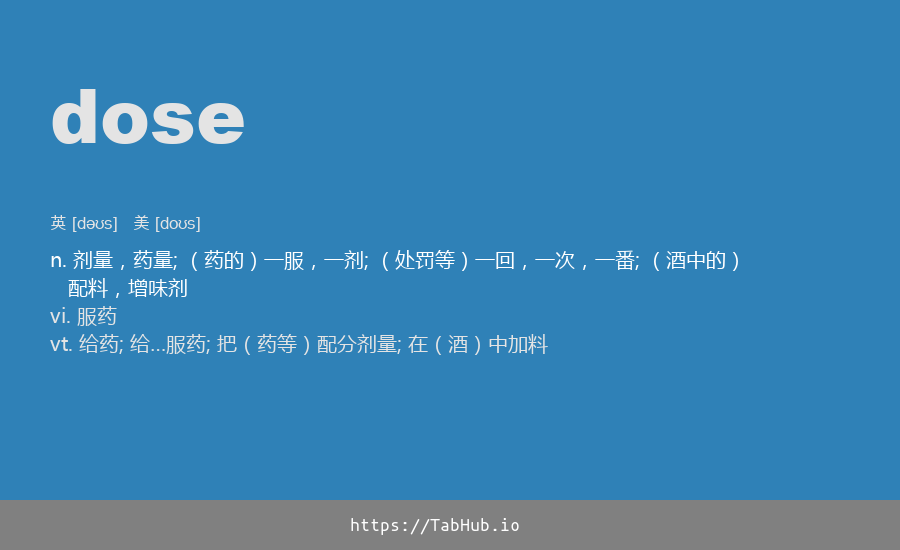 dose
英 [dəʊs] 美 [doʊs]
n. 剂量，药量; （药的）一服，一剂; （处罚等）一回，一次，一番; （酒中的）
配料，增味剂
vi. 服药
vt. 给药; 给...服药; 把（药等）配分剂量; 在（酒）中加料
https://TabHub.io